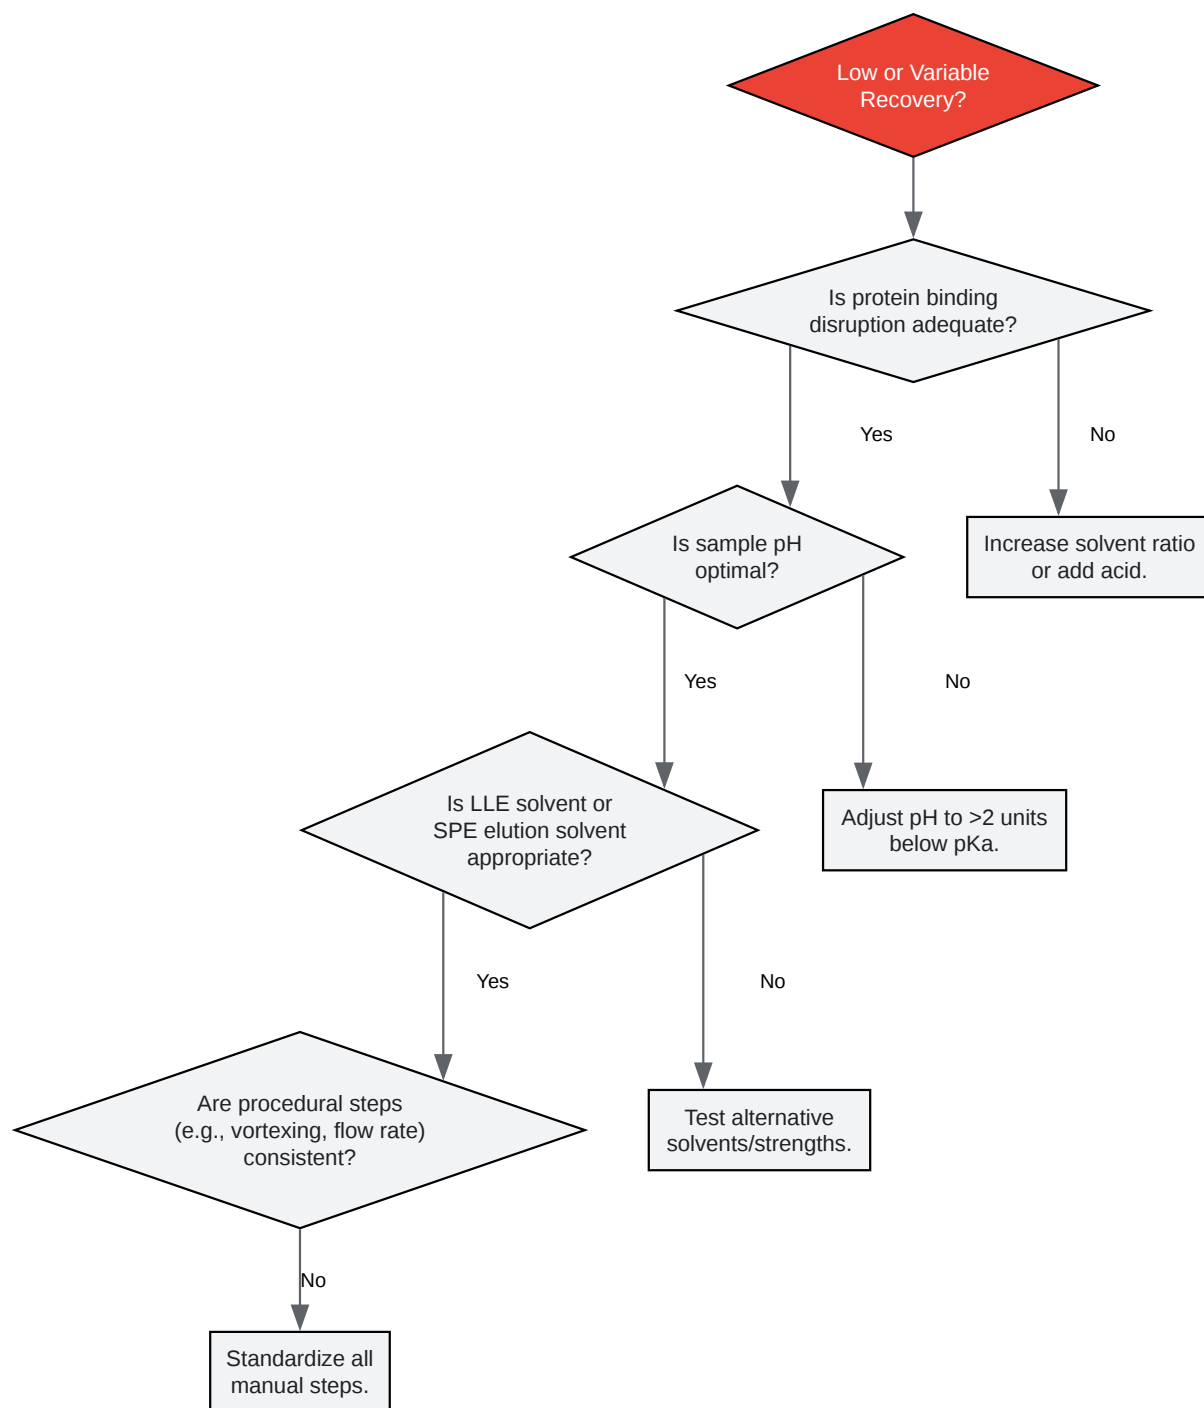 Low or Variable
Recovery?
Is protein binding
disruption adequate?
Yes
No
Is sample pH
optimal?
Increase solvent ratio
or add acid.
Yes
No
Is LLE solvent or
SPE elution solvent
appropriate?
Adjust pH to >2 units
below pKa.
Yes
No
Are procedural steps
(e.g., vortexing, flow rate)
consistent?
Test alternative
solvents/strengths.
No
Standardize all
manual steps.